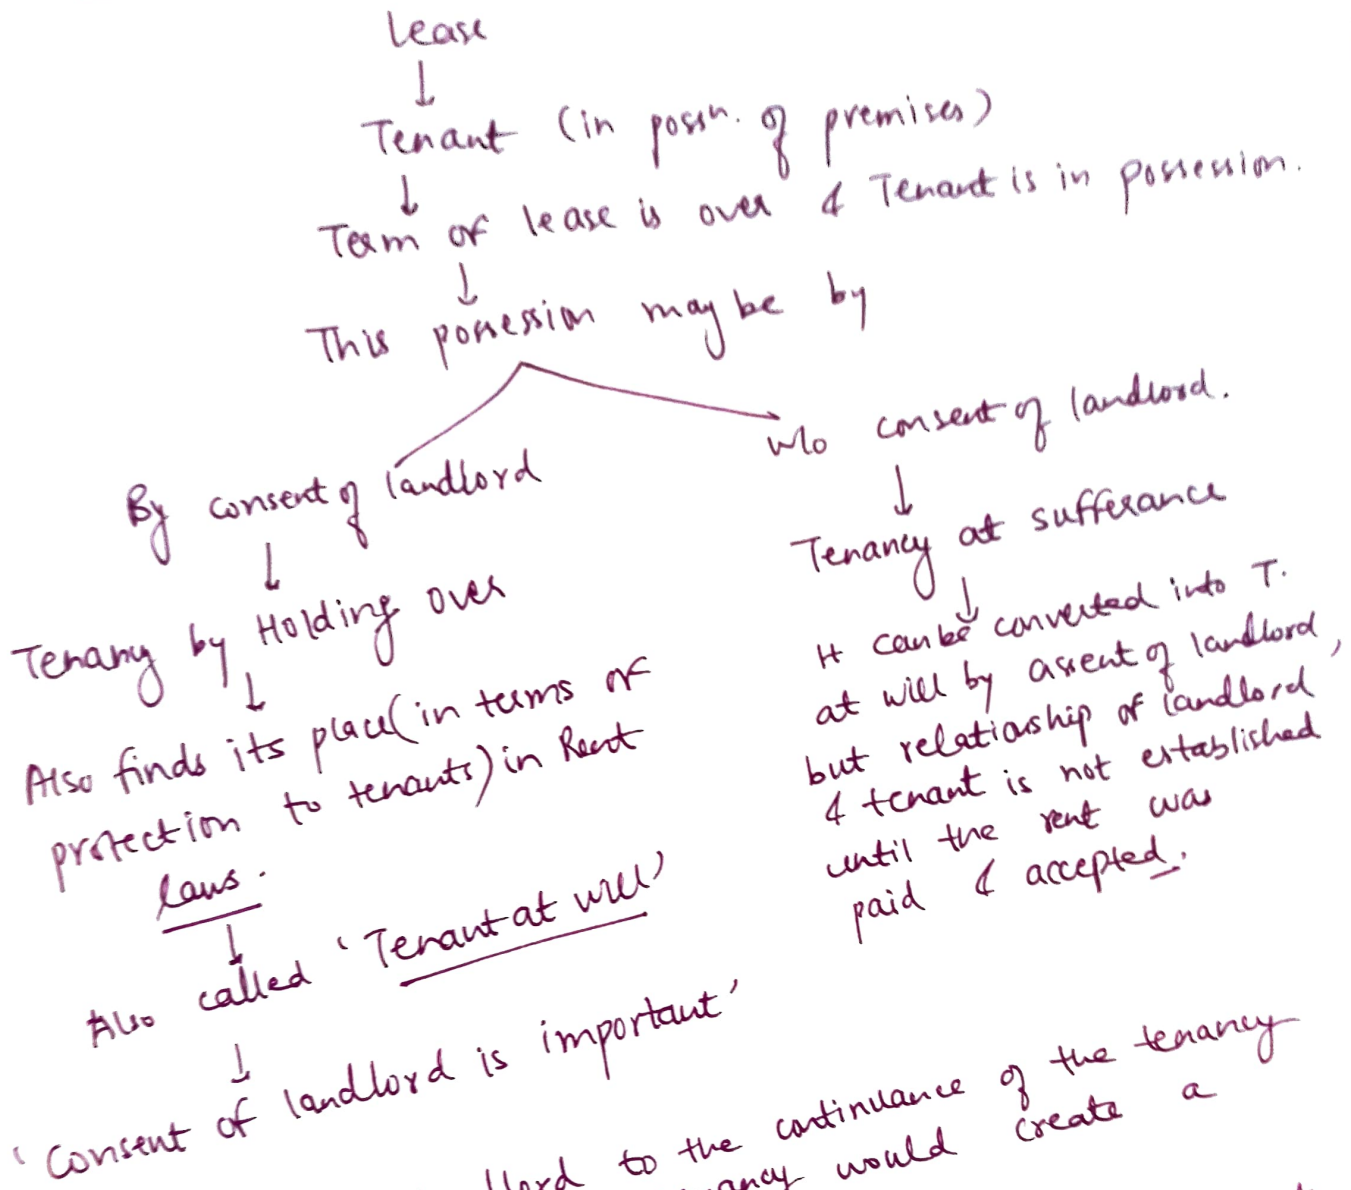 Lease
Tenant (in possn. of premises)
Term of lease is over & Tenant is in possession.
This possession may be by
By consent of landlord
Tenancy by Holding over
Also finds its place (in terms of
protection to tenants) in Rent
laws.
Also called 'Tenant at will'
'Consent of landlord is important'
w/o consent of landlord.
Tenancy at sufferance
It can be converted into T.
at will by assent of landlord,
but relationship of landlord
& tenant is not established
until the rent was
paid & accepted.
to the continuance of the tenancy
would create a